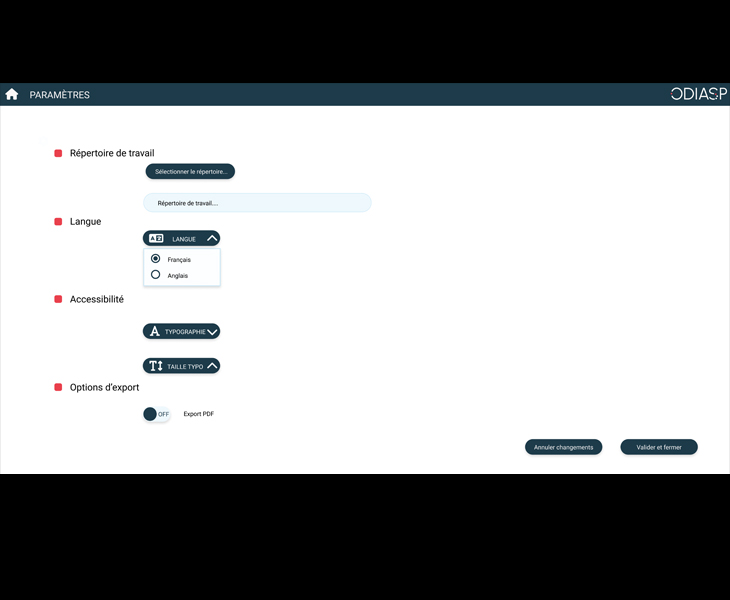 PARAMÈTRES
ODIASP
Répertoire de travail
Sélectionner le répertoire...
Répertoire de travail....
Langue
LANGUE
Français
Anglais
Accessibilité
A TYPOGRAPHIE
TAILLE TYPO
Options d'export
OFF
Export PDF
Annuler changements
Valider et fermer